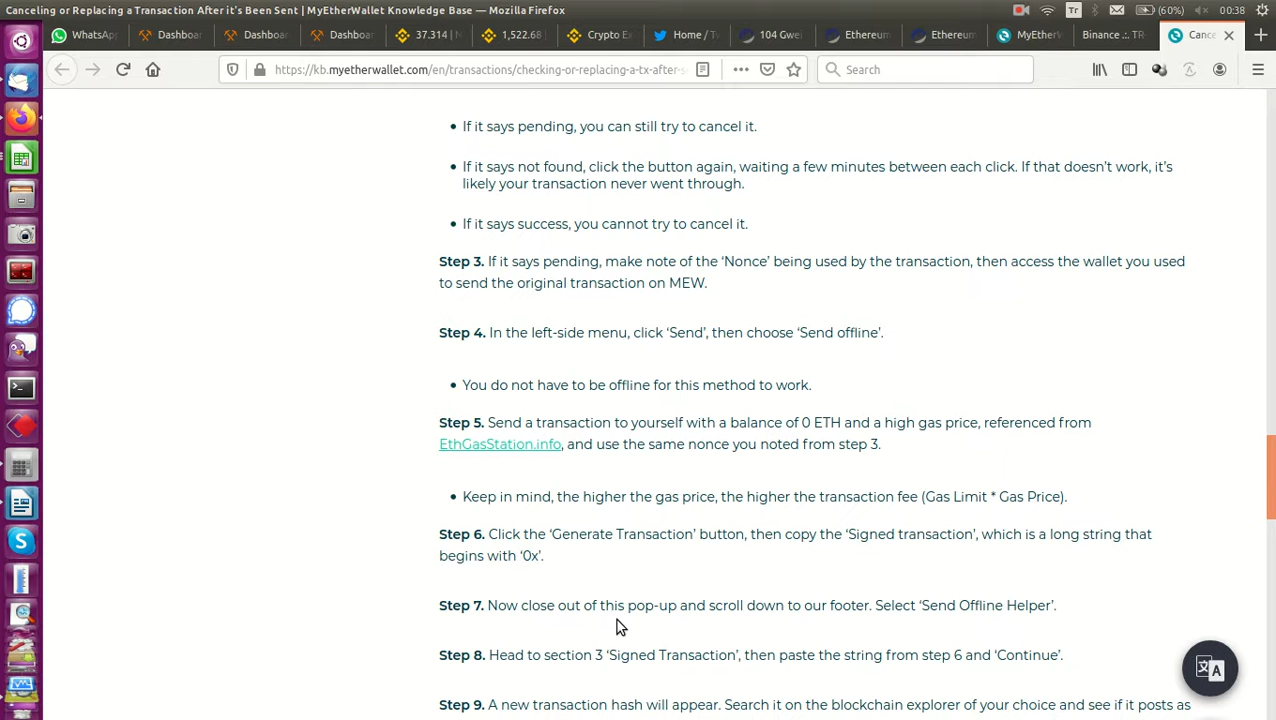 Canceling or Replacing a Transaction After it's Been Sent | MyEtherWallet Knowledge Base - Mozilla Firefox
Tr
(60%)
00:38
WhatsAp
Dashboar
Dashboa
Dashboa
37.314 | N
1,522.68
Crypto Ex
Home / Tw
104 Gwei
Ethereum
Ethereum
MyEtherW
Binance .:. TR-
Cance
https://kb.myetherwallet.com/en/transactions/checking-or-replacing-a-tx-after-s
Search
If it says pending, you can still try to cancel it.
If it says not found, click the button again, waiting a few minutes between each click. If that doesn't work, it's
likely your transaction never went through.
If it says success, you cannot try to cancel it.
Step 3. If it says pending, make note of the 'Nonce' being used by the transaction, then access the wallet you used
to send the original transaction on MEW.
Step 4. In the left-side menu, click 'Send', then choose 'Send offline'.
You do not have to be offline for this method to work.
Step 5. Send a transaction to yourself with a balance of 0 ETH and a high gas price, referenced from
EthGasStation.info, and use the same nonce you noted from step 3.
Keep in mind, the higher the gas price, the higher the transaction fee (Gas Limit * Gas Price).
Step 6. Click the 'Generate Transaction' button, then copy the 'Signed transaction', which is a long string that
begins with '0x'.
Step 7. Now close out of this pop-up and scroll down to our footer. Select 'Send Offline Helper'.
Step 8. Head to section 3 'Signed Transaction', then paste the string from step 6 and 'Continue'.
Step 9. A new transaction hash will appear. Search it on the blockchain explorer of your choice and see if it posts as